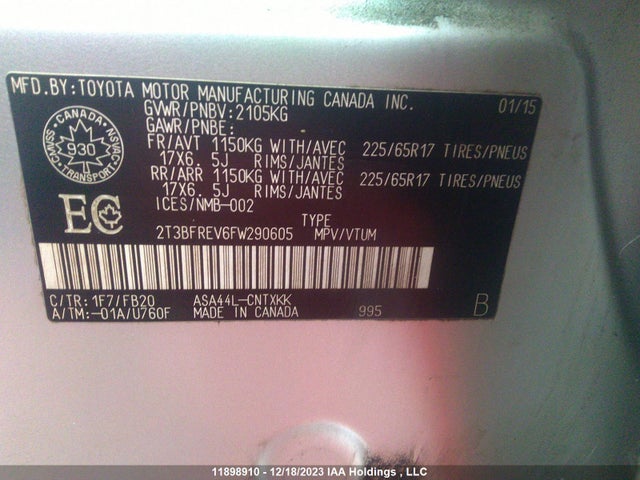 MFD.BY:TOYOTA MOTOR MANUFACTURING CANADA INC. 01/15
GVWR/PNBV:2105KG
GAWR/PNBE:
FR/AVT 1150KG WITH/AVEC 225/65R17 TIRES/PNEUS
17X6.5J RIMS/JANTES
RR/ARR 1150KG WITH/AVEC 225/65R17 TIRES/PNEUS
17X6.5J RIMS/JANTES
ICES/NMB-002
CANADA
CMVSS 930 NSVAC
TRANSPORT
EC
TYPE
2T3BFREV6FW290605 MPV/VTUM
C/TR: 1F7/FB20 ASA44L-CNTXKK
A/TM:-01A/U760F MADE IN CANADA 995 B
11898910 - 12/18/2023 IAA Holdings , LLC